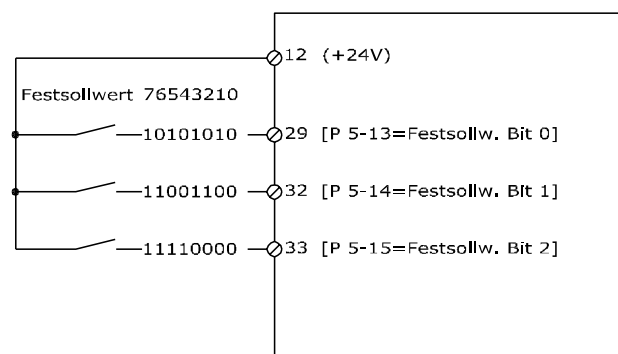 12 (+24V)
Festsollwert 76543210
10101010 29 [P 5-13=Festsollw. Bit 0]
11001100 32 [P 5-14=Festsollw. Bit 1]
11110000 33 [P 5-15=Festsollw. Bit 2]